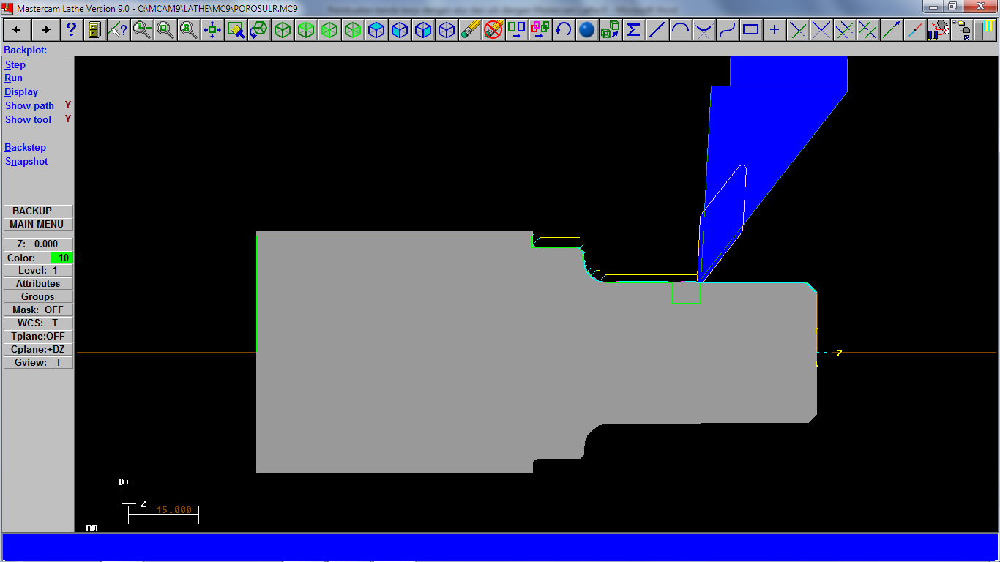 Mastercam Lathe Version 9.0 - C:\MCAM9\LATHE\MC9\POROSULR.MC9
Backplot:
Step
Run
Display
Show path Y
Show tool Y
Backstep
Snapshot
BACKUP
MAIN MENU
Z: 0.000
Color: 10
Level: 1
Attributes
Groups
Mask: OFF
WCS: T
Tplane:OFF
Cplane:+DZ
Gview: T
Z
D+
Z
15.000
mm